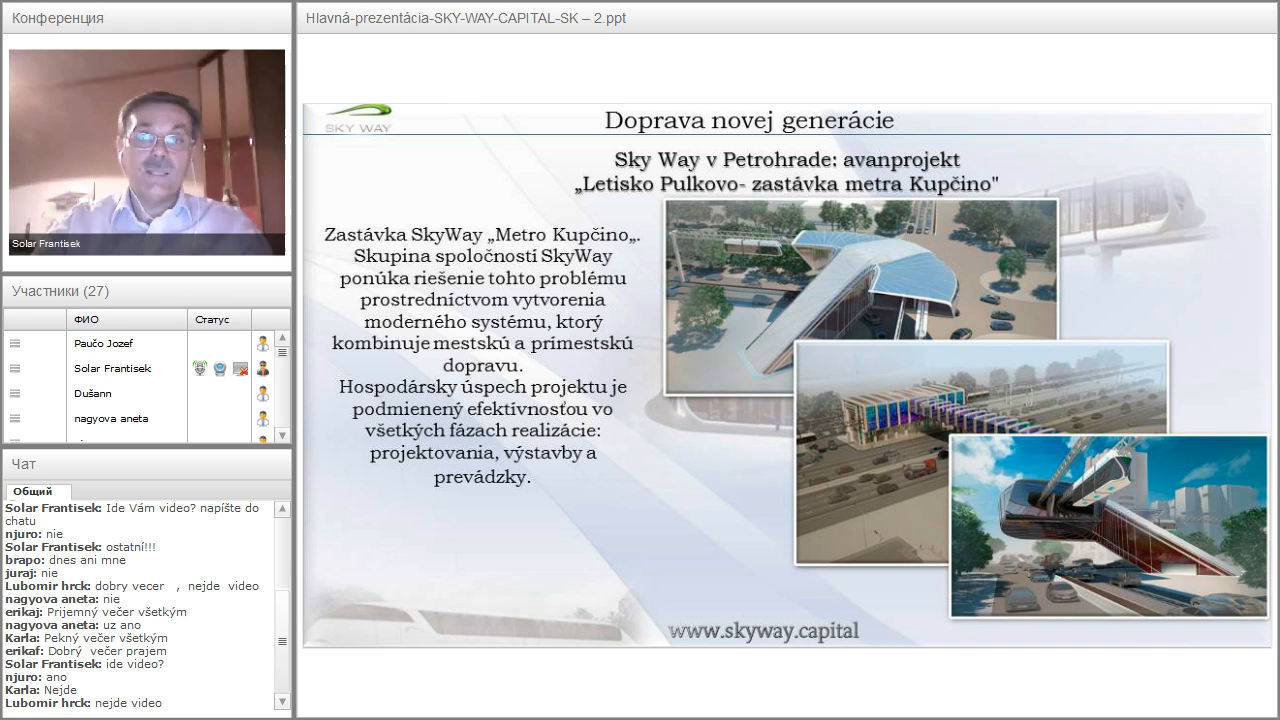 Конференция
Solar Frantisek
Участники (27)
ФИО
Статус
Paučo Jozef
Solar Frantisek
Dušann
nagyova aneta
Чат
Общий
Solar Frantisek: Ide Vám video? napíšte do
chatu
njuro: nie
Solar Frantisek: ostatní!!!
brapo: dnes ani mne
juraj: nie
Lubomir hrck: dobry vecer , nejde video
nagyova aneta: nie
erikaj: Prijemný večer všetkým
nagyova aneta: uz ano
Karla: Pekný večer všetkým
erikaf: Dobrý večer prajem
Solar Frantisek: ide video?
njuro: ano
Karla: Nejde
Lubomir hrck: nejde video
Hlavná-prezentácia-SKY-WAY-CAPITAL-SK – 2.ppt
SKY WAY
Doprava novej generácie
Sky Way v Petrohrade: avanprojekt
„Letisko Pulkovo- zastávka metra Kupčino"
Zastávka SkyWay „Metro Kupčino„.
Skupina spoločností SkyWay
ponúka riešenie tohto problému
prostredníctvom vytvorenia
moderného systému, ktorý
kombinuje mestskú a prímestskú
dopravu.
Hospodársky úspech projektu je
podmienený efektívnosťou vo
všetkých fázach realizácie:
projektovania, výstavby a
prevádzky.
www.skyway.capital